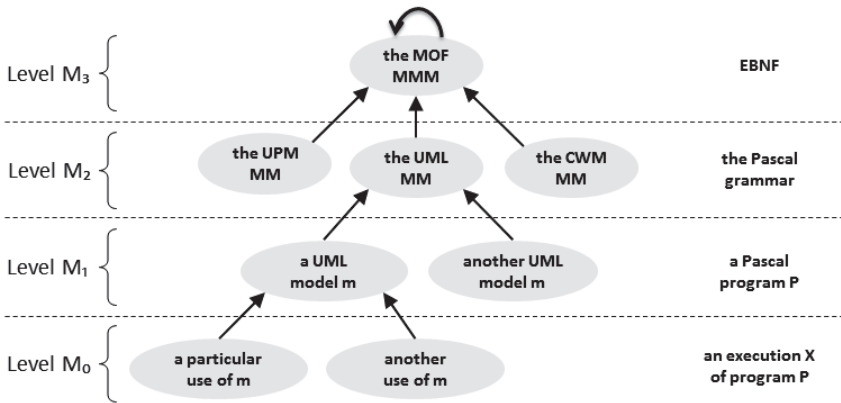 Level M₃
the MOF
MMM
EBNF
Level M₂
the UPM
MM
the UML
MM
the CWM
MM
the Pascal
grammar
Level M₁
a UML
model m
another UML
model m
a Pascal
program P
Level M₀
a particular
use of m
another
use of m
an execution X
of program P